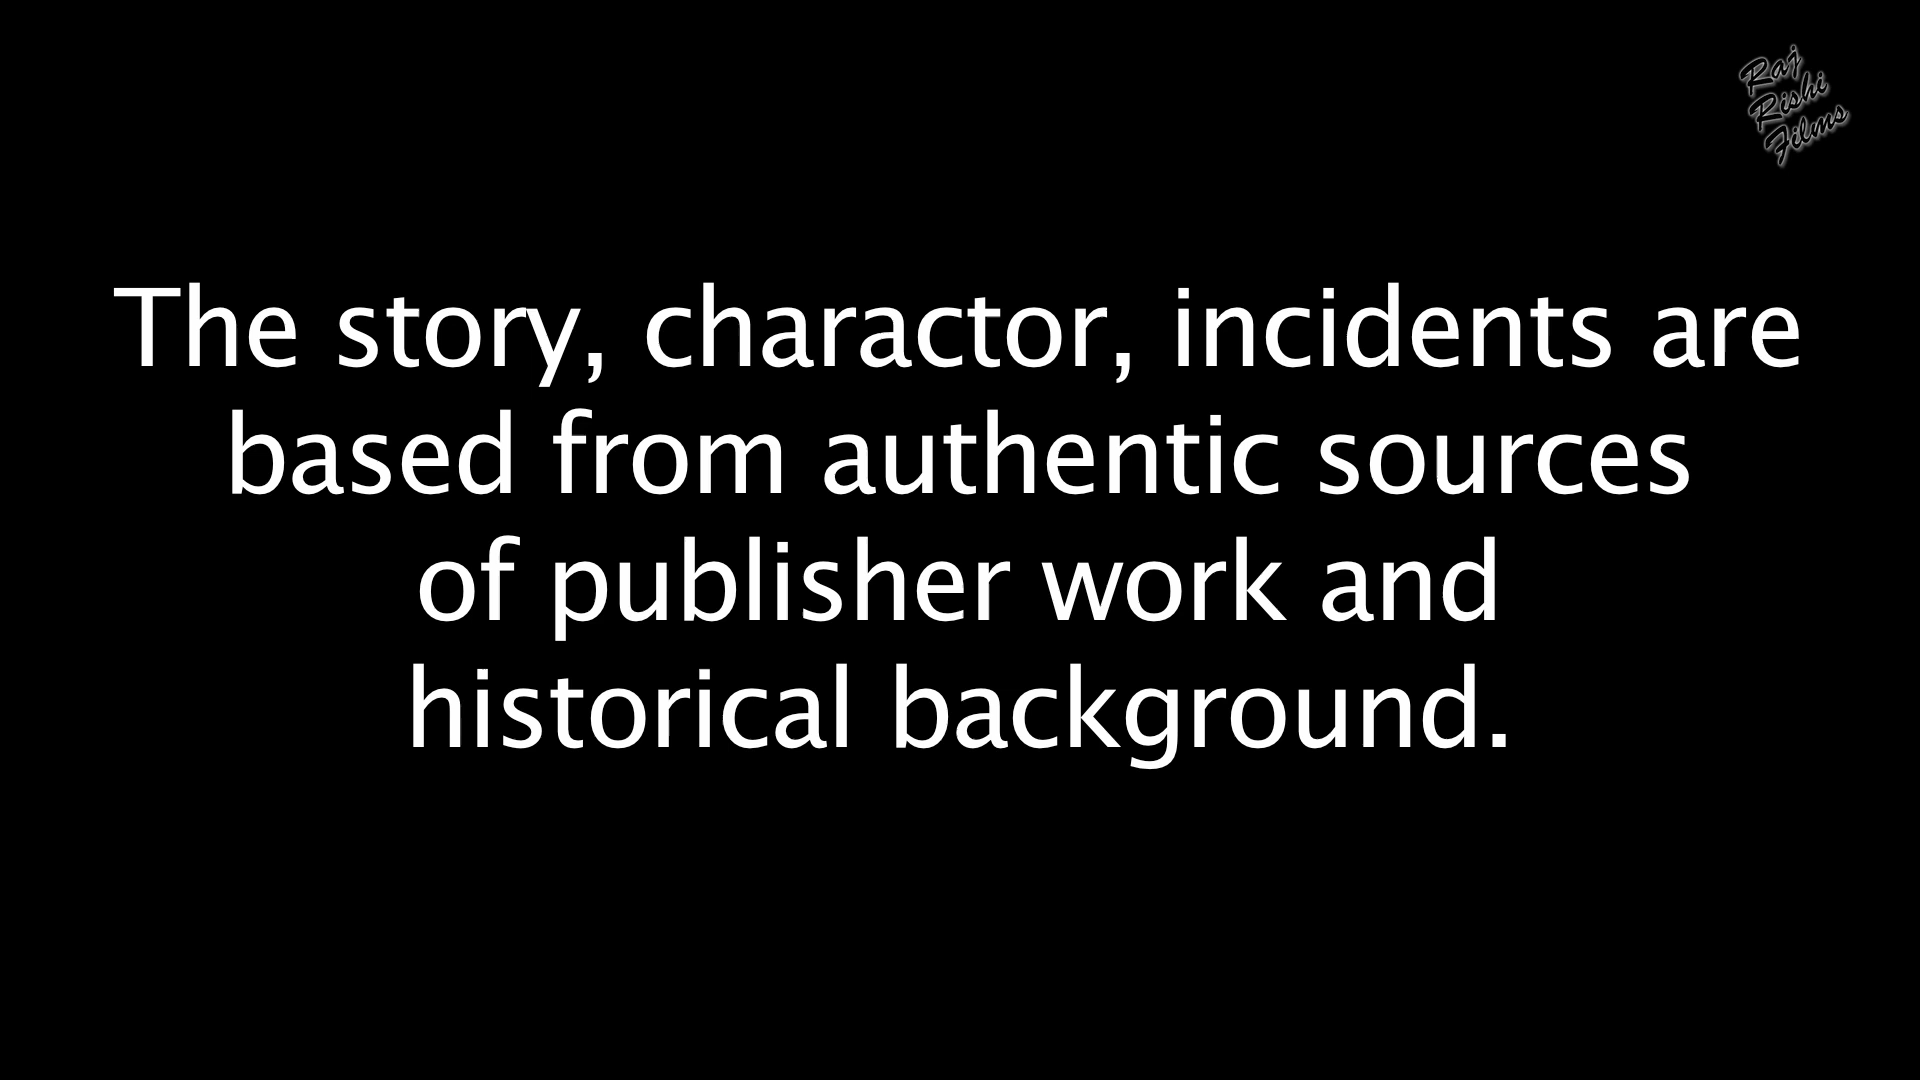 Raj
Rishi
Films
The story, charactor, incidents are
based from authentic sources
of publisher work and
historical background.